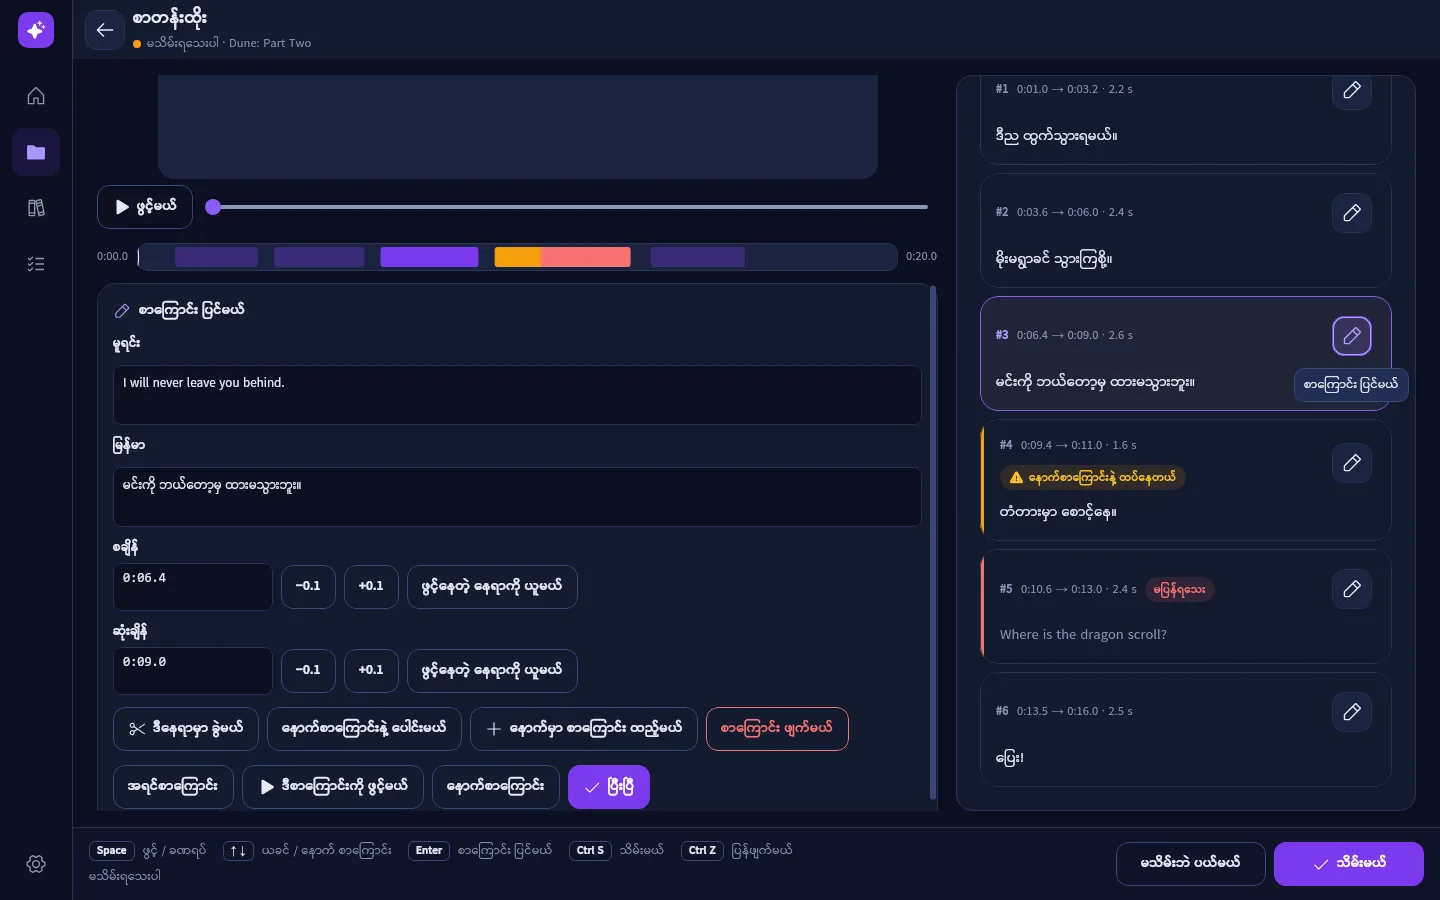 စာတန်းထိုး
မသိမ်းရသေးပါ · Dune: Part Two
ဖွင့်မယ်
0:00.0
0:20.0
စာကြောင်း ပြင်မယ်
မူရင်း
I will never leave you behind.
မြန်မာ
မင်းကို ဘယ်တော့မှ ထားမသွားဘူး။
စချိန်
0:06.4
−0.1
+0.1
ဖွင့်နေတဲ့ နေရာကို ယူမယ်
ဆုံးချိန်
0:09.0
−0.1
+0.1
ဖွင့်နေတဲ့ နေရာကို ယူမယ်
ဒီနေရာမှာ ခွဲမယ်
နောက်စာကြောင်းနဲ့ ပေါင်းမယ်
နောက်မှာ စာကြောင်း ထည့်မယ်
စာကြောင်း ဖျက်မယ်
အရင်စာကြောင်း
ဒီစာကြောင်းကို ဖွင့်မယ်
နောက်စာကြောင်း
ပြီးပြီ
#1 0:01.0 → 0:03.2 · 2.2 s
ဒီည ထွက်သွားရမယ်။
#2 0:03.6 → 0:06.0 · 2.4 s
မိုးမရွာခင် သွားကြစို့။
#3 0:06.4 → 0:09.0 · 2.6 s
မင်းကို ဘယ်တော့မှ ထားမသွားဘူး။
စာကြောင်း ပြင်မယ်
#4 0:09.4 → 0:11.0 · 1.6 s
နောက်စာကြောင်းနဲ့ ထပ်နေတယ်
တံတားမှာ စောင့်နေ။
#5 0:10.6 → 0:13.0 · 2.4 s မပြန်ရသေး
Where is the dragon scroll?
#6 0:13.5 → 0:16.0 · 2.5 s
ပြေး!
Space ဖွင့် / ခဏရပ် ↑↓ ယခင် / နောက် စာကြောင်း Enter စာကြောင်း ပြင်မယ် Ctrl S သိမ်းမယ် Ctrl Z ပြန်ဖျက်မယ်
မသိမ်းရသေးပါ
မသိမ်းဘဲ ပယ်မယ်
သိမ်းမယ်